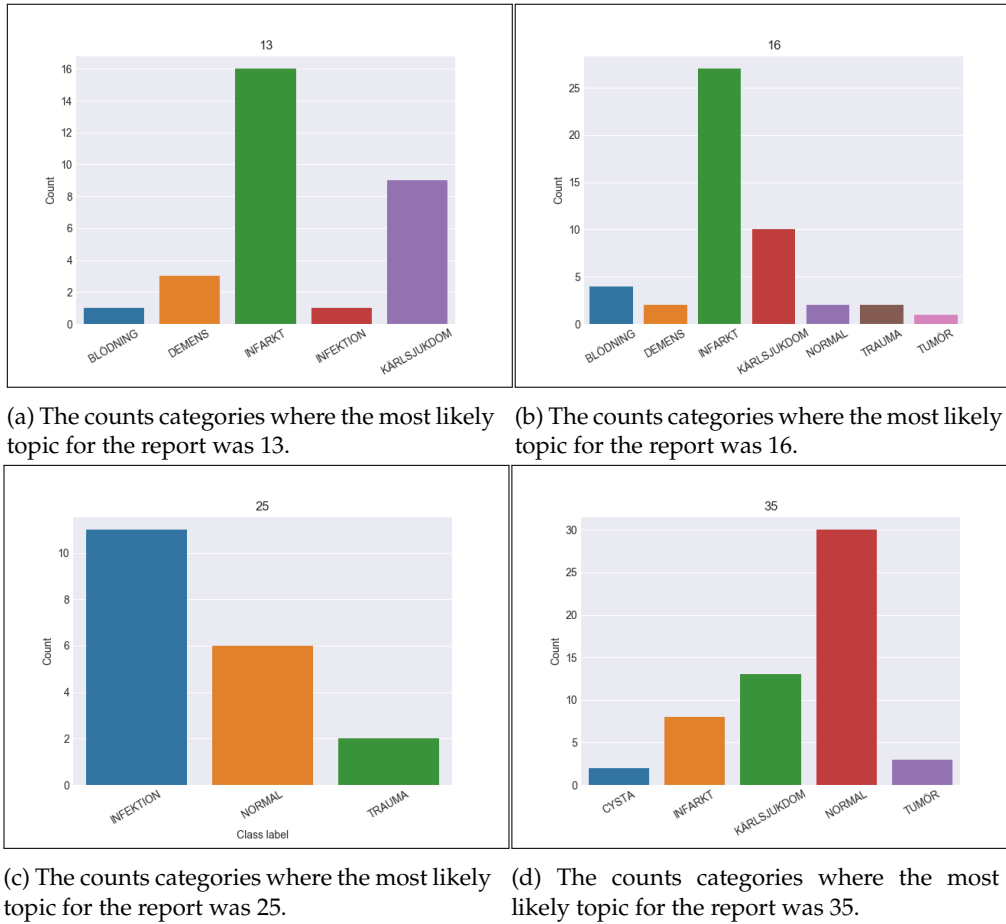 13
16
14
12
10
8
6
4
2
0
Count
BLÖDNING
DEMENS
INFARKT
INFEKTION
KÄRLSJUKDOM
16
25
20
15
10
5
0
Count
BLÖDNING
DEMENS
INFARKT
KÄRLSJUKDOM
NORMAL
TRAUMA
TUMÖR
(a) The counts categories where the most likely
topic for the report was 13.
(b) The counts categories where the most likely
topic for the report was 16.
25
10
8
6
4
2
0
Count
INFEKTION
NORMAL
TRAUMA
Class label
35
30
25
20
15
10
5
0
Count
CYSTA
INFARKT
KÄRLSJUKDOM
NORMAL
TUMÖR
(c) The counts categories where the most likely
topic for the report was 25.
(d) The counts categories where the most
likely topic for the report was 35.